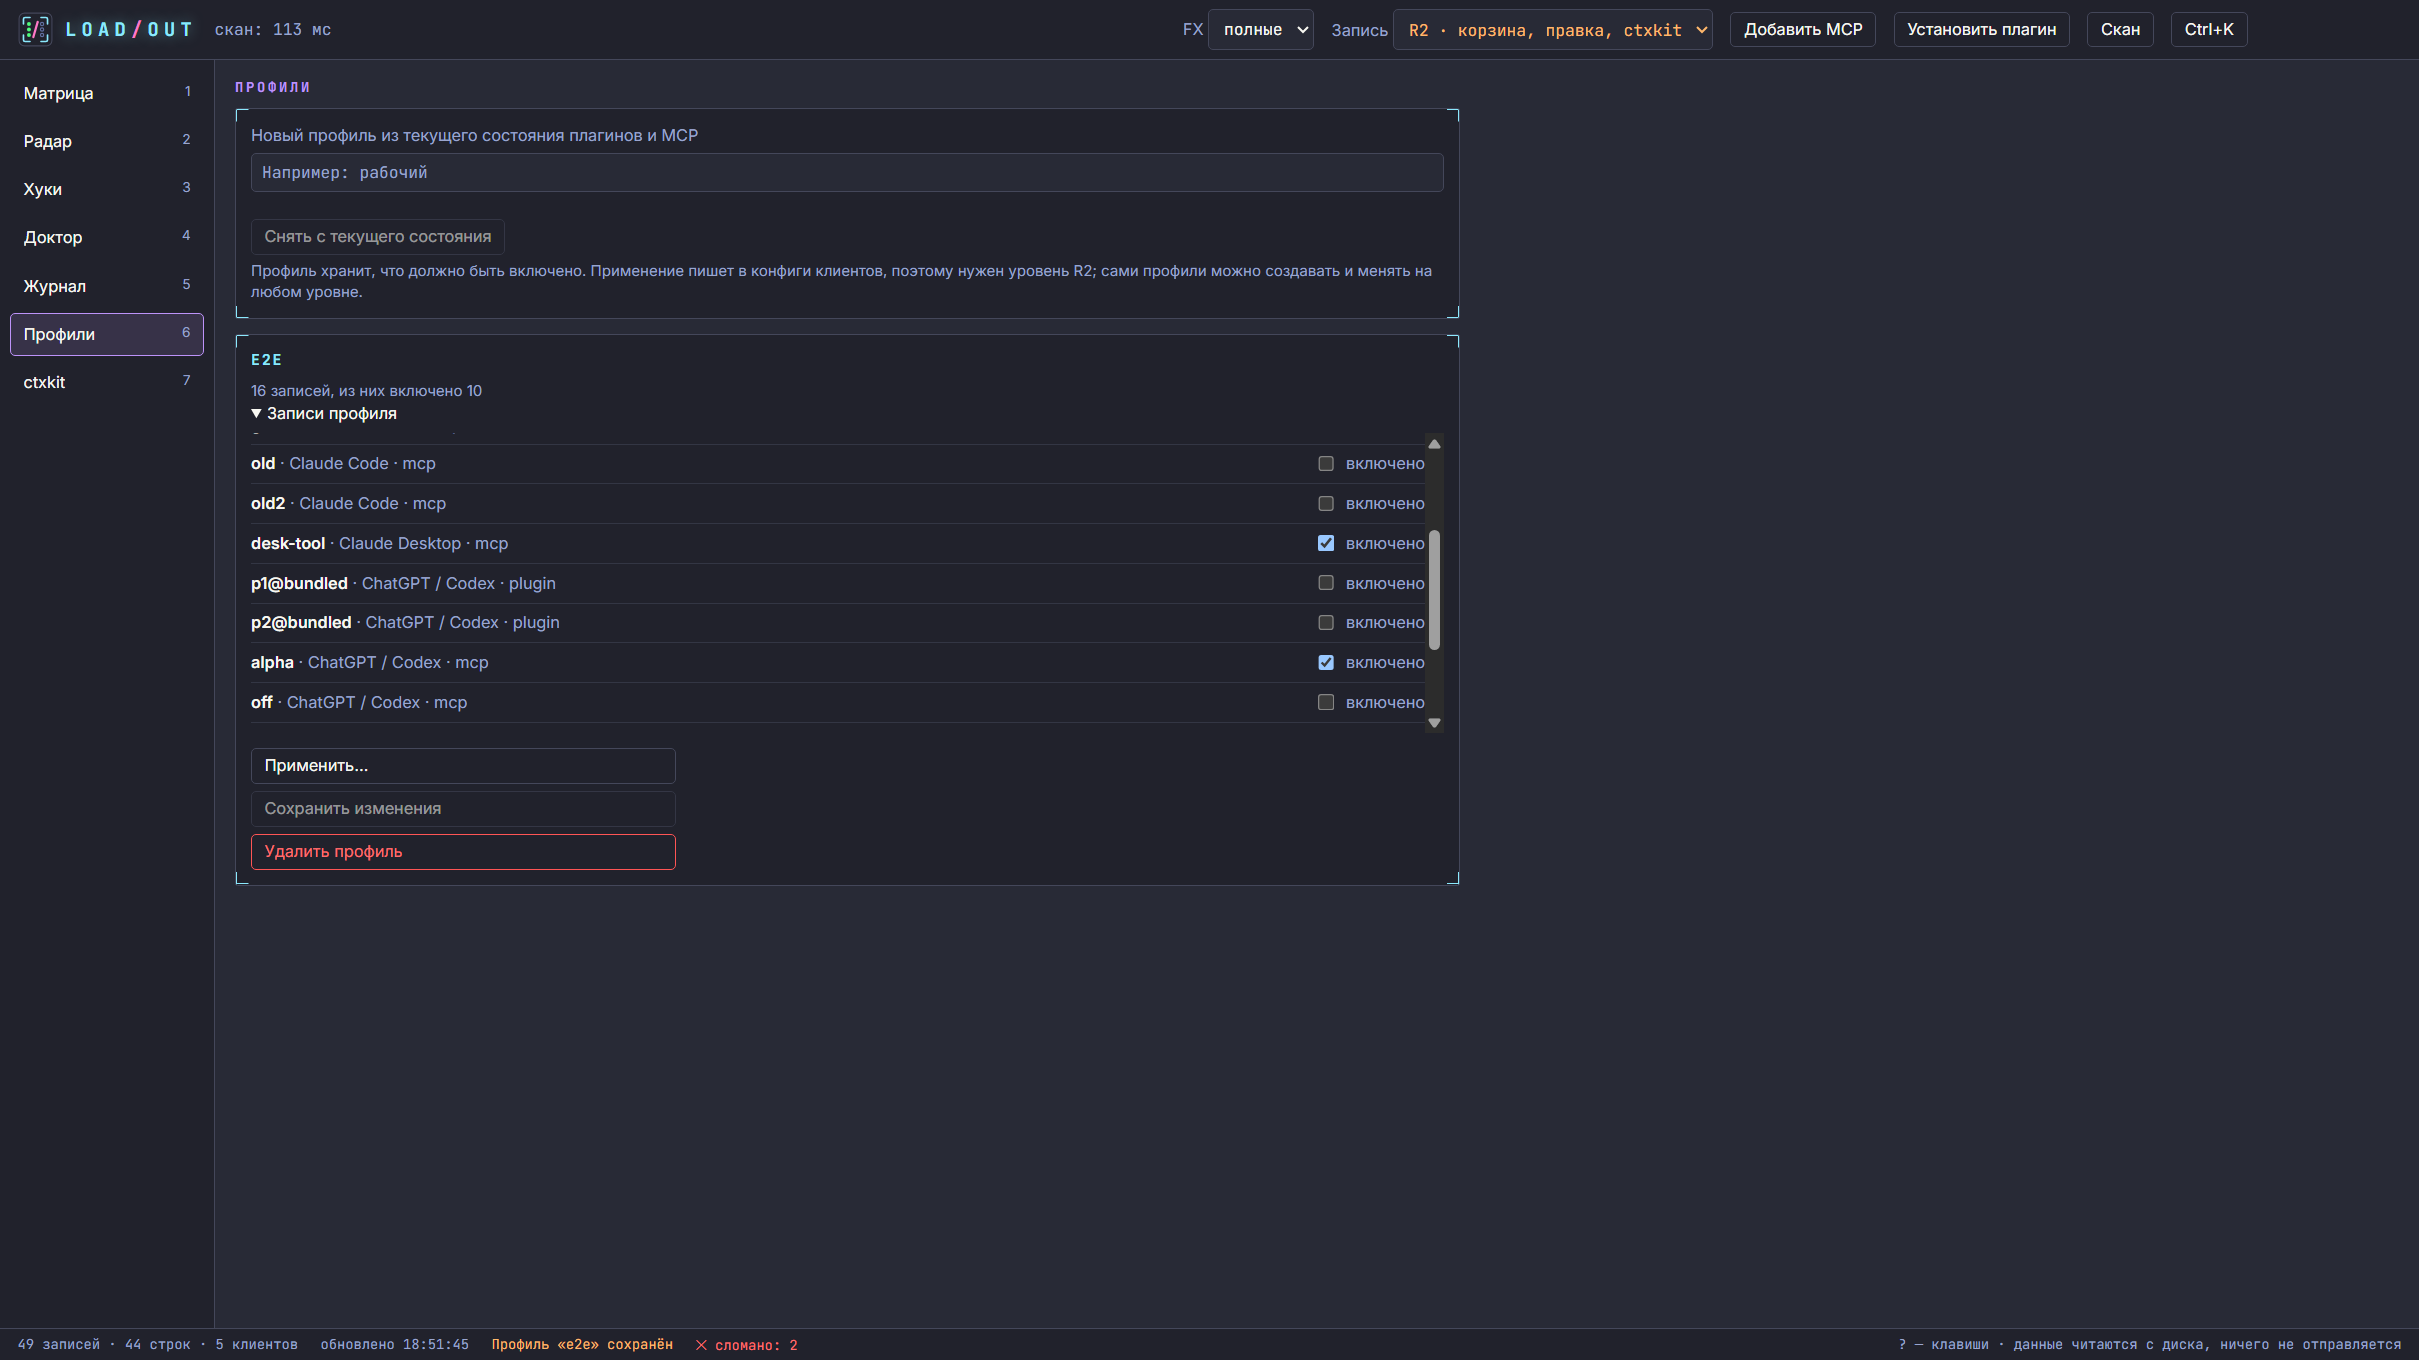 LOAD/OUT скан: 113 мс FX полные Запись R2 · корзина, правка, ctxkit Добавить MCP Установить плагин Скан Ctrl+K
Матрица 1
Радар 2
Хуки 3
Доктор 4
Журнал 5
Профили 6
ctxkit 7
ПРОФИЛИ
Новый профиль из текущего состояния плагинов и MCP
Например: рабочий
Снять с текущего состояния
Профиль хранит, что должно быть включено. Применение пишет в конфиги клиентов, поэтому нужен уровень R2; сами профили можно создавать и менять на
любом уровне.
E2E
16 записей, из них включено 10
▼ Записи профиля
old · Claude Code · mcp включено
old2 · Claude Code · mcp включено
desk-tool · Claude Desktop · mcp включено
p1@bundled · ChatGPT / Codex · plugin включено
p2@bundled · ChatGPT / Codex · plugin включено
alpha · ChatGPT / Codex · mcp включено
off · ChatGPT / Codex · mcp включено
Применить...
Сохранить изменения
Удалить профиль
49 записей · 44 строк · 5 клиентов обновлено 18:51:45 Профиль «e2e» сохранён ✕ сломано: 2 ? — клавиши · данные читаются с диска, ничего не отправляется